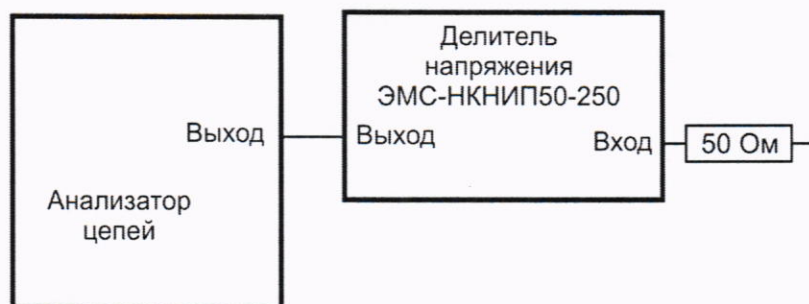 Делитель
напряжения
ЭМС-НКНИП50-250
Выход
Выход
Вход
50 Ом
Анализатор
цепей